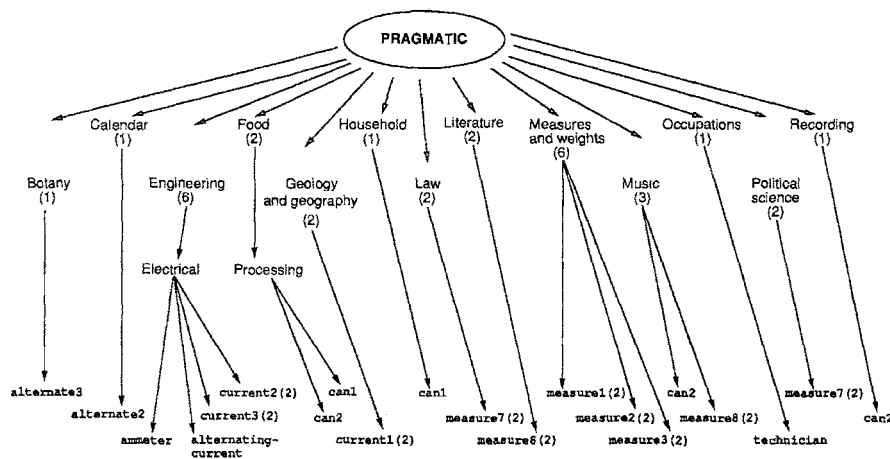 PRAGMATIC
Calendar
(1)
Food
(2)
Household
(1)
Literature
(2)
Measures
and weights
(6)
Occupations
(1)
Recording
(1)
Botany
(1)
Engineering
(6)
Geology
and geography
(2)
Law
(2)
Music
(3)
Political
science
(2)
Electrical
Processing
alternate3
current2 (2)
can1
can1
measure1 (2)
can2
measure7 (2)
alternate2
current3 (2)
can2
measure7 (2)
measure2 (2)
measure8 (2)
can2
ammeter
alternating-
current
current1 (2)
measure6 (2)
measure3 (2)
technician